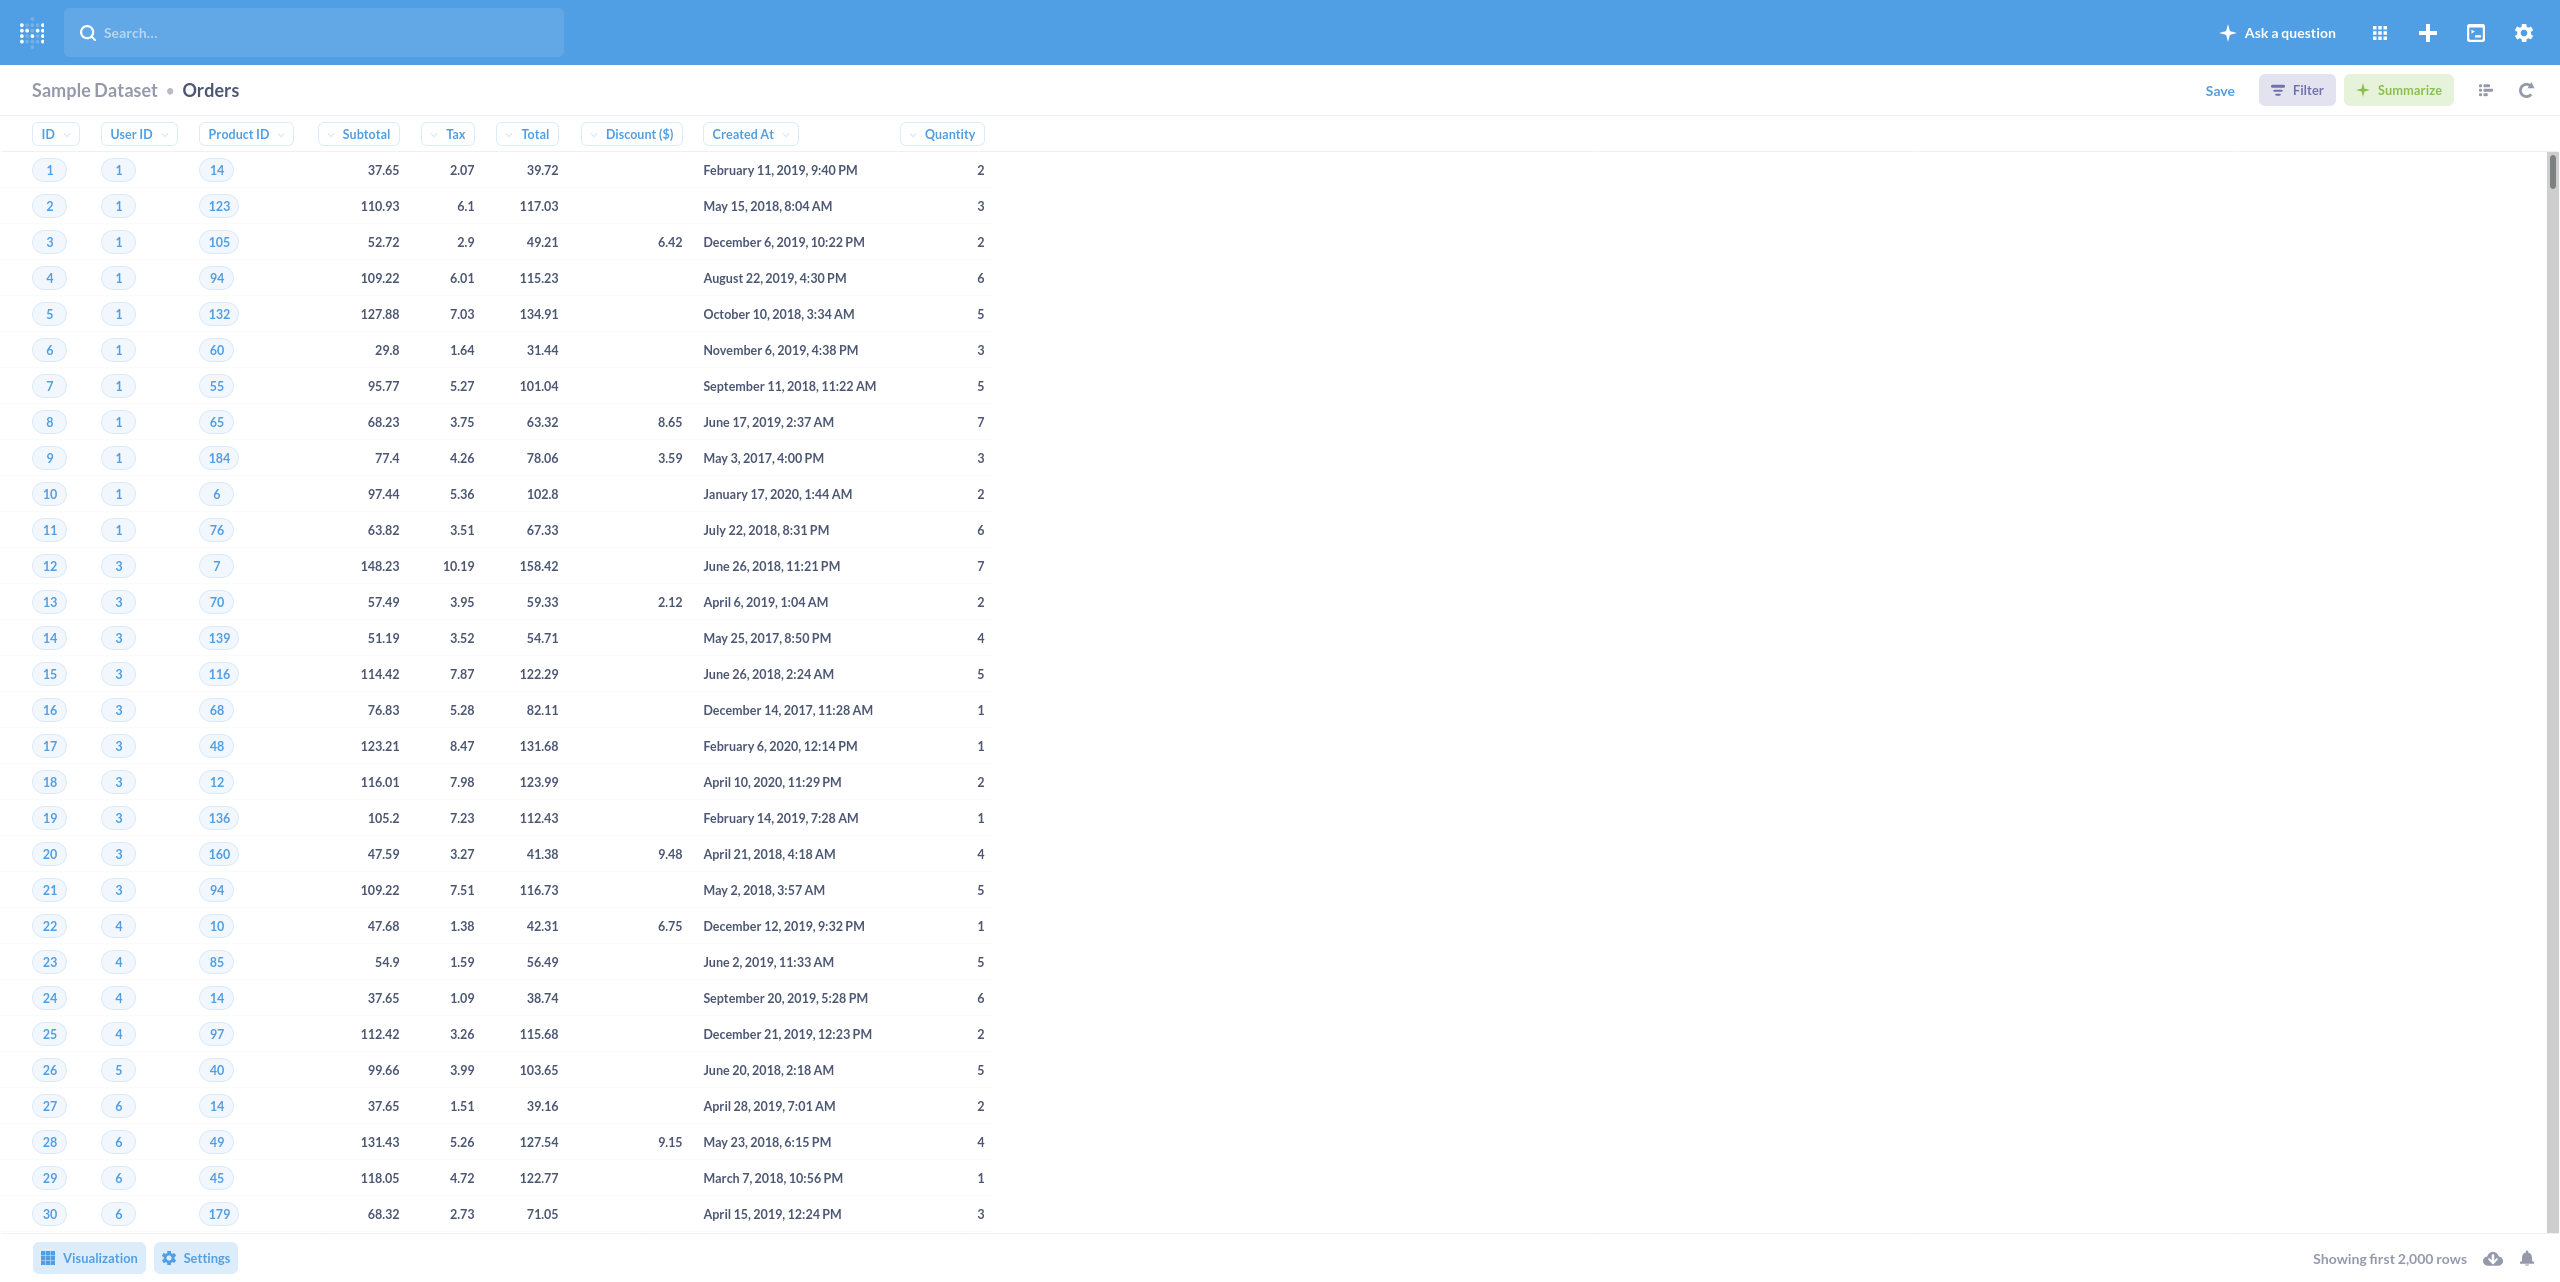 Search...
Ask a question
Sample Dataset • Orders
Save Filter Summarize
ID User ID Product ID Subtotal Tax Total Discount ($) Created At Quantity
1 1 14 37.65 2.07 39.72 February 11, 2019, 9:40 PM 2
2 1 123 110.93 6.1 117.03 May 15, 2018, 8:04 AM 3
3 1 105 52.72 2.9 49.21 6.42 December 6, 2019, 10:22 PM 2
4 1 94 109.22 6.01 115.23 August 22, 2019, 4:30 PM 6
5 1 132 127.88 7.03 134.91 October 10, 2018, 3:34 AM 5
6 1 60 29.8 1.64 31.44 November 6, 2019, 4:38 PM 3
7 1 55 95.77 5.27 101.04 September 11, 2018, 11:22 AM 5
8 1 65 68.23 3.75 63.32 8.65 June 17, 2019, 2:37 AM 7
9 1 184 77.4 4.26 78.06 3.59 May 3, 2017, 4:00 PM 3
10 1 6 97.44 5.36 102.8 January 17, 2020, 1:44 AM 2
11 1 76 63.82 3.51 67.33 July 22, 2018, 8:31 PM 6
12 3 7 148.23 10.19 158.42 June 26, 2018, 11:21 PM 7
13 3 70 57.49 3.95 59.33 2.12 April 6, 2019, 1:04 AM 2
14 3 139 51.19 3.52 54.71 May 25, 2017, 8:50 PM 4
15 3 116 114.42 7.87 122.29 June 26, 2018, 2:24 AM 5
16 3 68 76.83 5.28 82.11 December 14, 2017, 11:28 AM 1
17 3 48 123.21 8.47 131.68 February 6, 2020, 12:14 PM 1
18 3 12 116.01 7.98 123.99 April 10, 2020, 11:29 PM 2
19 3 136 105.2 7.23 112.43 February 14, 2019, 7:28 AM 1
20 3 160 47.59 3.27 41.38 9.48 April 21, 2018, 4:18 AM 4
21 3 94 109.22 7.51 116.73 May 2, 2018, 3:57 AM 5
22 4 10 47.68 1.38 42.31 6.75 December 12, 2019, 9:32 PM 1
23 4 85 54.9 1.59 56.49 June 2, 2019, 11:33 AM 5
24 4 14 37.65 1.09 38.74 September 20, 2019, 5:28 PM 6
25 4 97 112.42 3.26 115.68 December 21, 2019, 12:23 PM 2
26 5 40 99.66 3.99 103.65 June 20, 2018, 2:18 AM 5
27 6 14 37.65 1.51 39.16 April 28, 2019, 7:01 AM 2
28 6 49 131.43 5.26 127.54 9.15 May 23, 2018, 6:15 PM 4
29 6 45 118.05 4.72 122.77 March 7, 2018, 10:56 PM 1
30 6 179 68.32 2.73 71.05 April 15, 2019, 12:24 PM 3
Visualization Settings
Showing first 2,000 rows